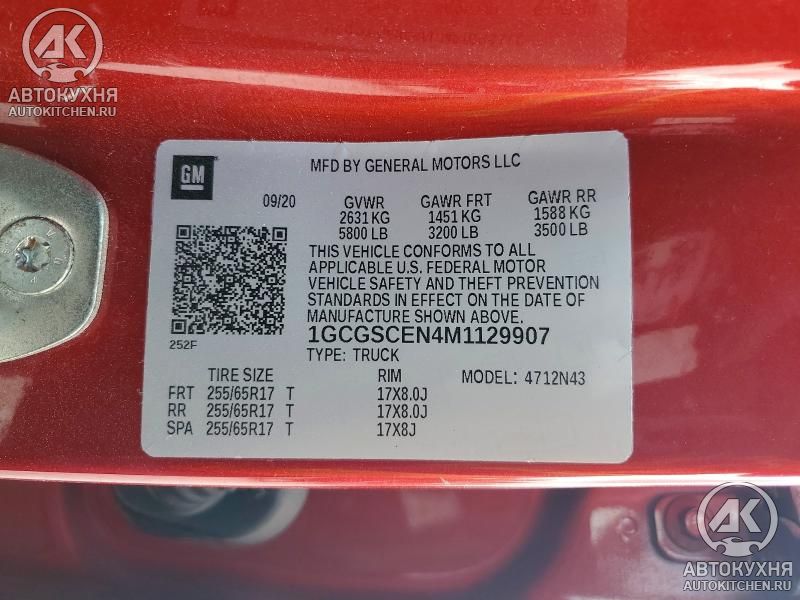 AK
АВТОКУХНЯ
AUTOKITCHEN.RU
GM
MFD BY GENERAL MOTORS LLC
09/20 GVWR GAWR FRT GAWR RR
2631 KG 1451 KG 1588 KG
5800 LB 3200 LB 3500 LB
THIS VEHICLE CONFORMS TO ALL
APPLICABLE U.S. FEDERAL MOTOR
VEHICLE SAFETY AND THEFT PREVENTION
STANDARDS IN EFFECT ON THE DATE OF
MANUFACTURE SHOWN ABOVE.
1GCGSCEN4M1129907
252F
TYPE: TRUCK
TIRE SIZE RIM MODEL: 4712N43
FRT 255/65R17 T 17X8.0J
RR 255/65R17 T 17X8.0J
SPA 255/65R17 T 17X8J
AK
АВТОКУХНЯ
AUTOKITCHEN.RU